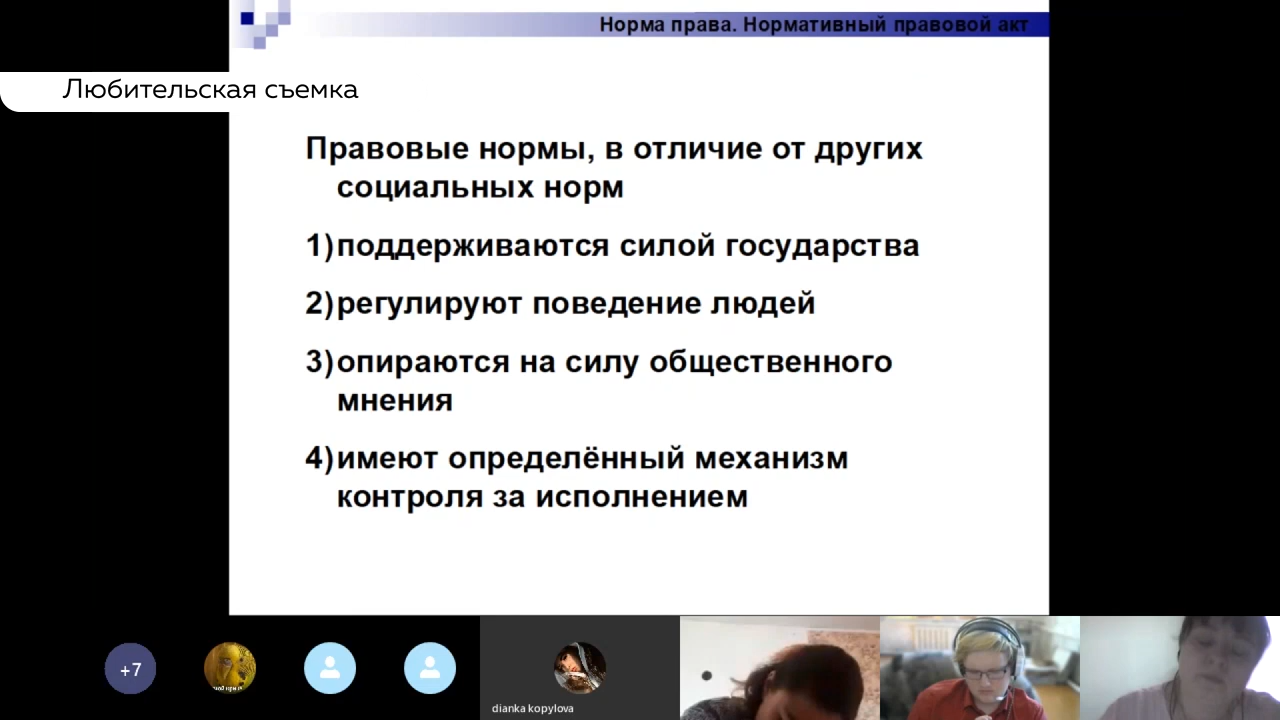 Норма права. Нормативный правовой акт
Любительская съемка
Правовые нормы, в отличие от других
социальных норм
1)поддерживаются силой государства
2)регулируют поведение людей
3)опираются на силу общественного
мнения
4)имеют определённый механизм
контроля за исполнением
+7
dianka kopylova